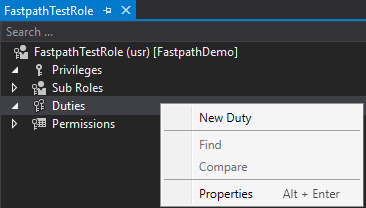 FastpathTestRole
Search ...
FastpathTestRole (usr) [FastpathDemo]
Privileges
Sub Roles
Duties
Permissions
New Duty
Find
Compare
Properties Alt + Enter